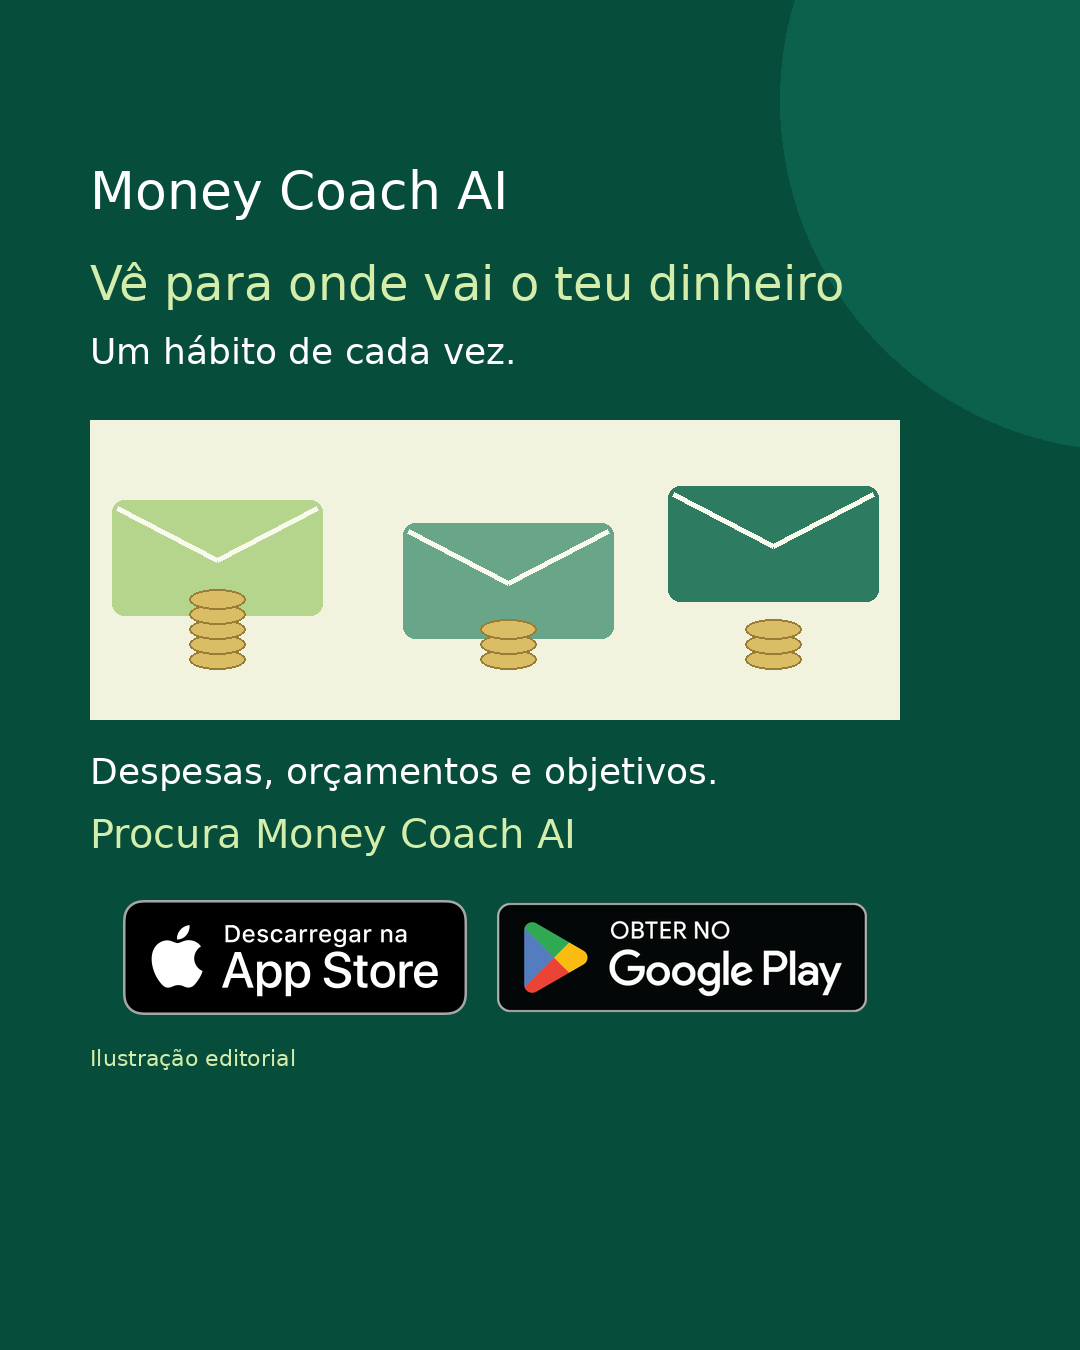 Money Coach AI
Vê para onde vai o teu dinheiro
Um hábito de cada vez.
Despesas, orçamentos e objetivos.
Procura Money Coach AI
Descarregar na
App Store
OBTER NO
Google Play
Ilustração editorial